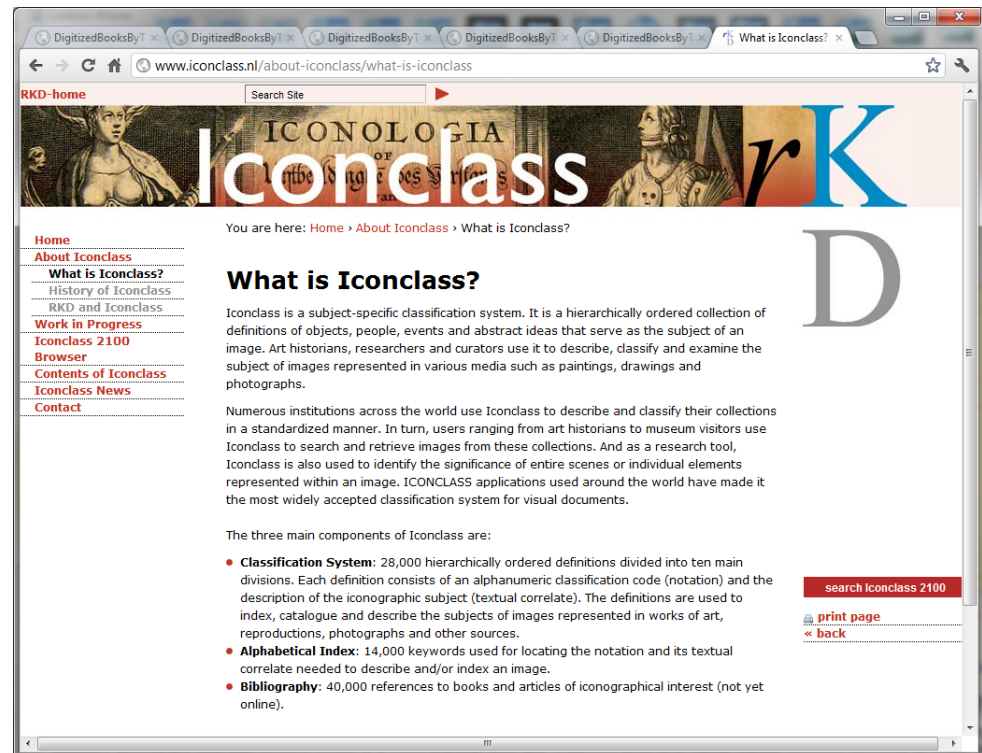 DigitizedBooksByT
DigitizedBooksByT
DigitizedBooksByT
DigitizedBooksByT
DigitizedBooksByT
What is Iconclass?
www.iconclass.nl/about-iconclass/what-is-iconclass
RKD-home
Search Site
ICONOLOGIA
OF
Iconclass
rKD
You are here: Home › About Iconclass › What is Iconclass?
Home
About Iconclass
What is Iconclass?
History of Iconclass
RKD and Iconclass
Work in Progress
Iconclass 2100
Browser
Contents of Iconclass
Iconclass News
Contact
What is Iconclass?
Iconclass is a subject-specific classification system. It is a hierarchically ordered collection of
definitions of objects, people, events and abstract ideas that serve as the subject of an
image. Art historians, researchers and curators use it to describe, classify and examine the
subject of images represented in various media such as paintings, drawings and
photographs.
Numerous institutions across the world use Iconclass to describe and classify their collections
in a standardized manner. In turn, users ranging from art historians to museum visitors use
Iconclass to search and retrieve images from these collections. And as a research tool,
Iconclass is also used to identify the significance of entire scenes or individual elements
represented within an image. ICONCLASS applications used around the world have made it
the most widely accepted classification system for visual documents.
The three main components of Iconclass are:
• Classification System: 28,000 hierarchically ordered definitions divided into ten main
divisions. Each definition consists of an alphanumeric classification code (notation) and the
description of the iconographic subject (textual correlate). The definitions are used to
index, catalogue and describe the subjects of images represented in works of art,
reproductions, photographs and other sources.
• Alphabetical Index: 14,000 keywords used for locating the notation and its textual
correlate needed to describe and/or index an image.
• Bibliography: 40,000 references to books and articles of iconographical interest (not yet
online).
search Iconclass 2100
print page
« back